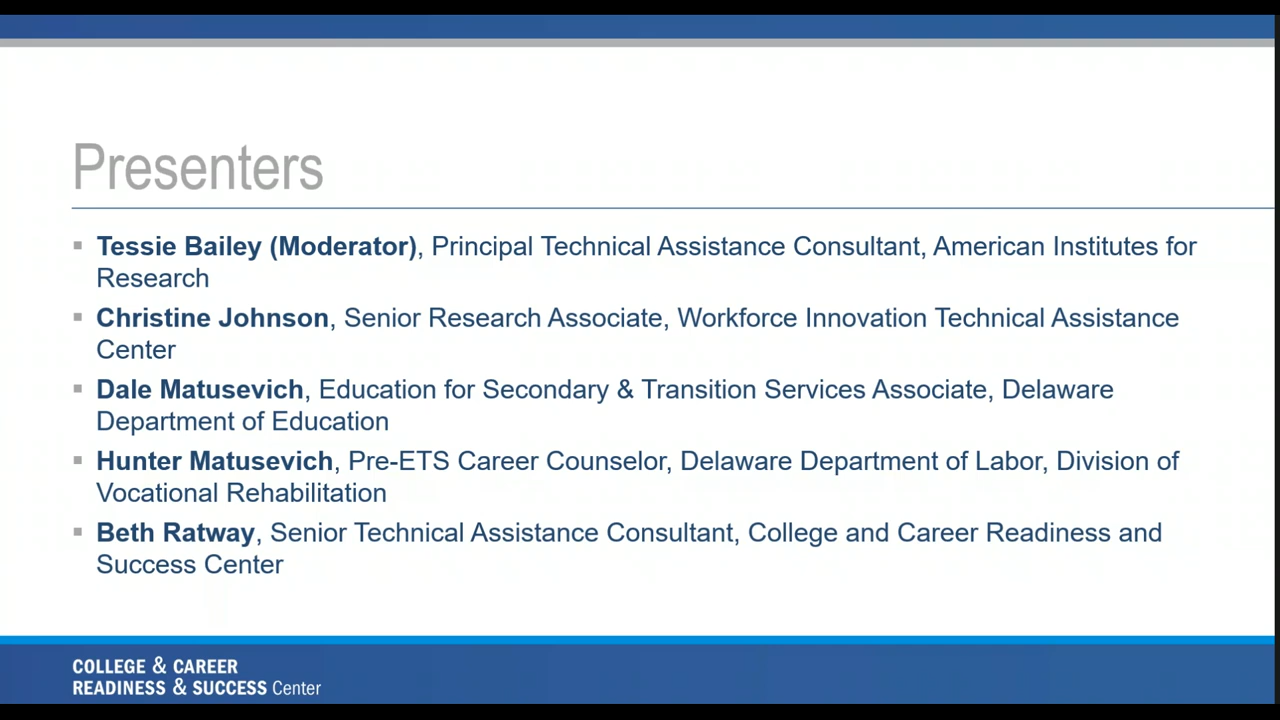 Presenters
Tessie Bailey (Moderator), Principal Technical Assistance Consultant, American Institutes for
Research
Christine Johnson, Senior Research Associate, Workforce Innovation Technical Assistance
Center
Dale Matusevich, Education for Secondary & Transition Services Associate, Delaware
Department of Education
Hunter Matusevich, Pre-ETS Career Counselor, Delaware Department of Labor, Division of
Vocational Rehabilitation
Beth Ratway, Senior Technical Assistance Consultant, College and Career Readiness and
Success Center
COLLEGE & CAREER
READINESS & SUCCESS Center